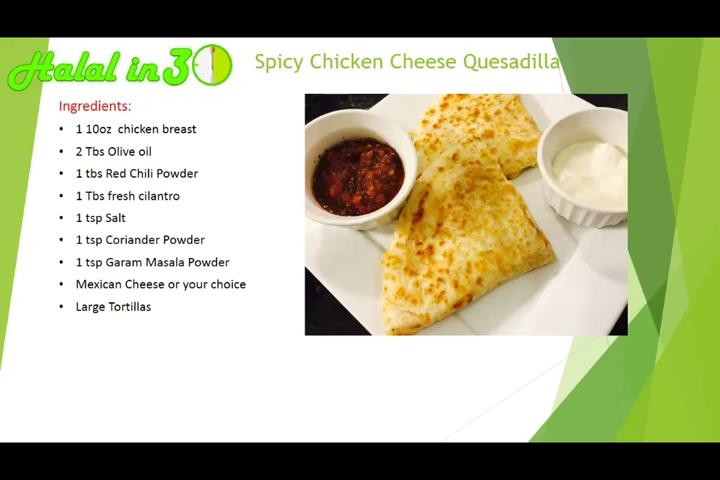 Halal in 30
Spicy Chicken Cheese Quesadilla
Ingredients:
• 1 10oz chicken breast
• 2 Tbs Olive oil
• 1 tbs Red Chili Powder
• 1 Tbs fresh cilantro
• 1 tsp Salt
• 1 tsp Coriander Powder
• 1 tsp Garam Masala Powder
• Mexican Cheese or your choice
• Large Tortillas